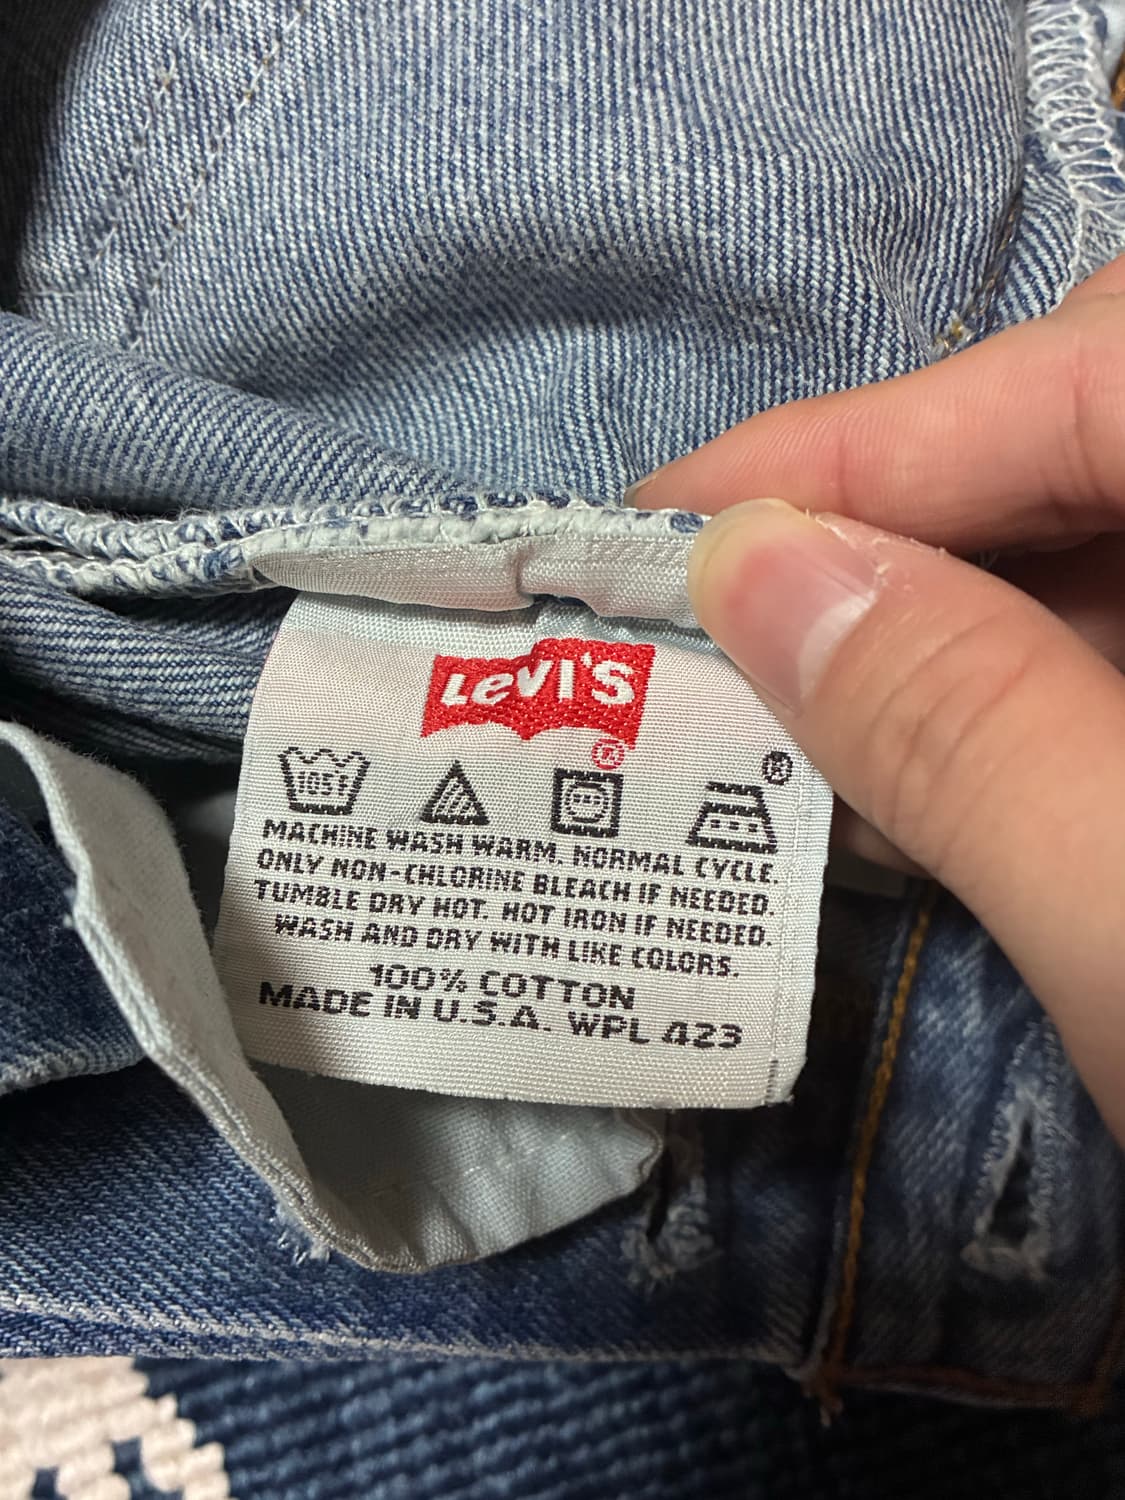 LEVI'S
®
105F
®
MACHINE WASH WARM. NORMAL CYCLE.
ONLY NON-CHLORINE BLEACH IF NEEDED.
TUMBLE DRY HOT. HOT IRON IF NEEDED.
WASH AND DRY WITH LIKE COLORS.
100% COTTON
MADE IN U.S.A. WPL 423